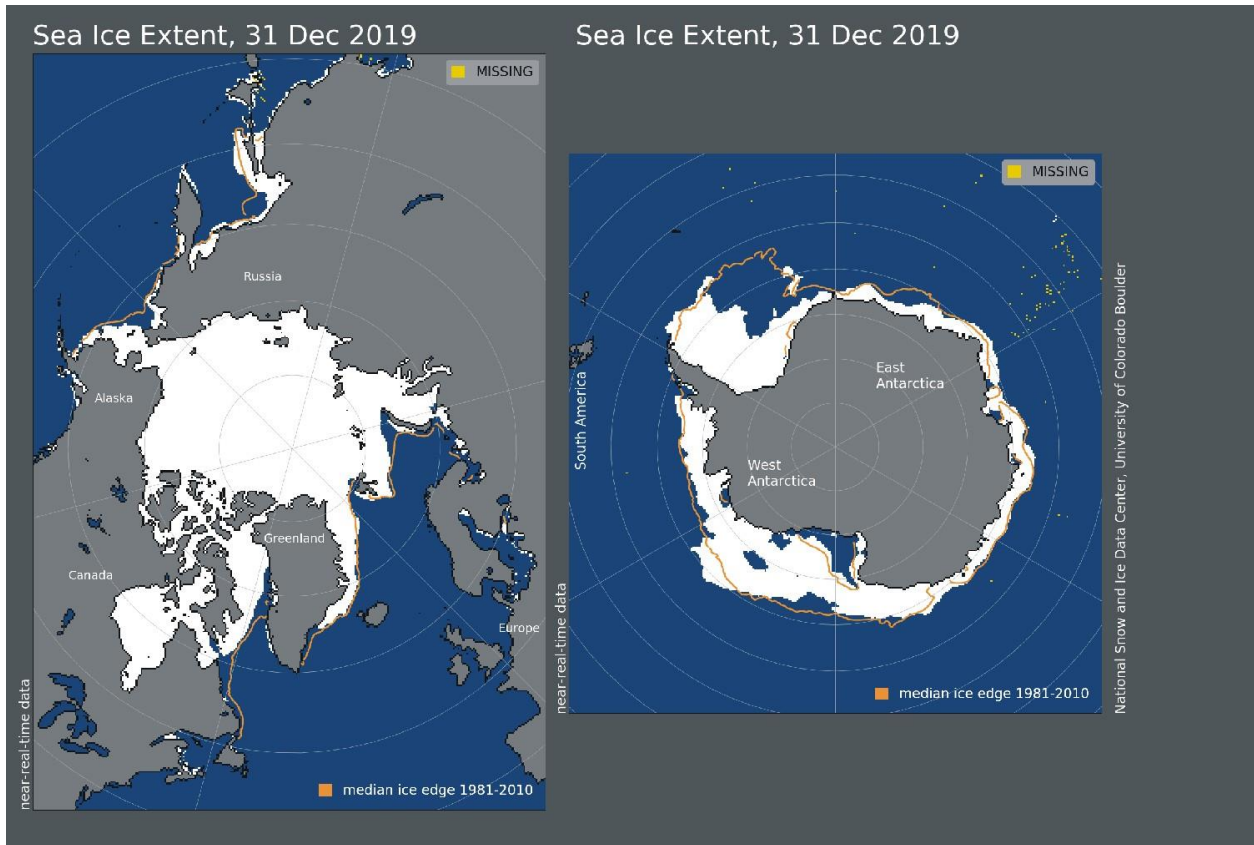 Sea Ice Extent, 31 Dec 2019
MISSING
Russia
Alaska
Greenland
Canada
Europe
near-real-time data
median ice edge 1981-2010
Sea Ice Extent, 31 Dec 2019
MISSING
South America
East
Antarctica
West
Antarctica
near-real-time data
median ice edge 1981-2010
National Snow and Ice Data Center, University of Colorado Boulder